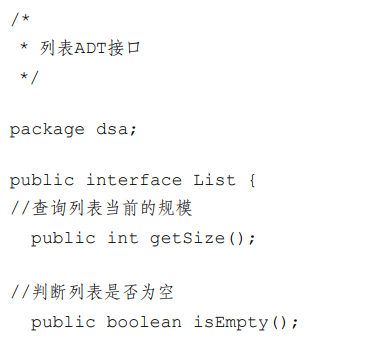 /*
 * 列表ADT接口
 */

package dsa;

public interface List {
//查询列表当前的规模
  public int getSize();

//判断列表是否为空
  public boolean isEmpty();